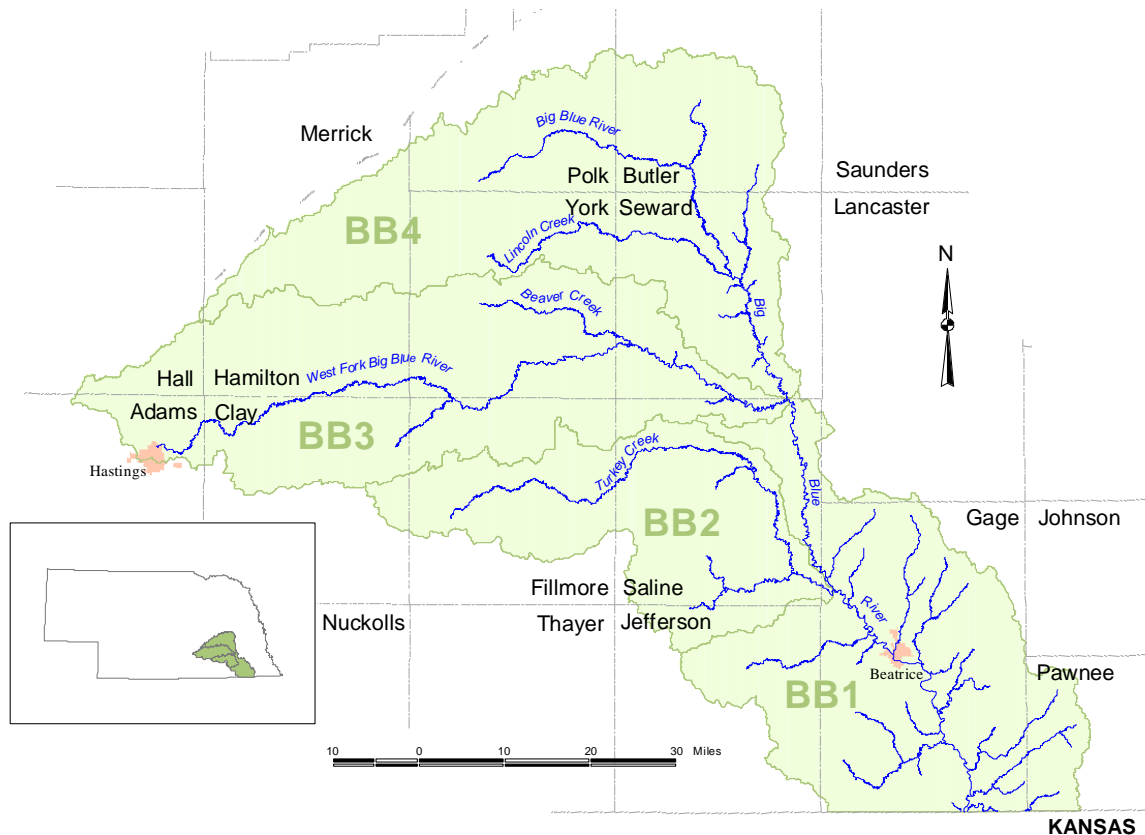 Merrick
Big Blue River
Polk Butler
Saunders
York Seward
Lancaster
BB4
Lincoln Creek
N
Beaver Creek
Big
West Fork Big Blue River
Hall Hamilton
Adams Clay
BB3
Hastings
Turkey Creek
Blue
BB2
Gage Johnson
Fillmore Saline
Nuckolls
Thayer Jefferson
River
Beatrice
Pawnee
BB1
10 0 10 20 30 Miles
KANSAS